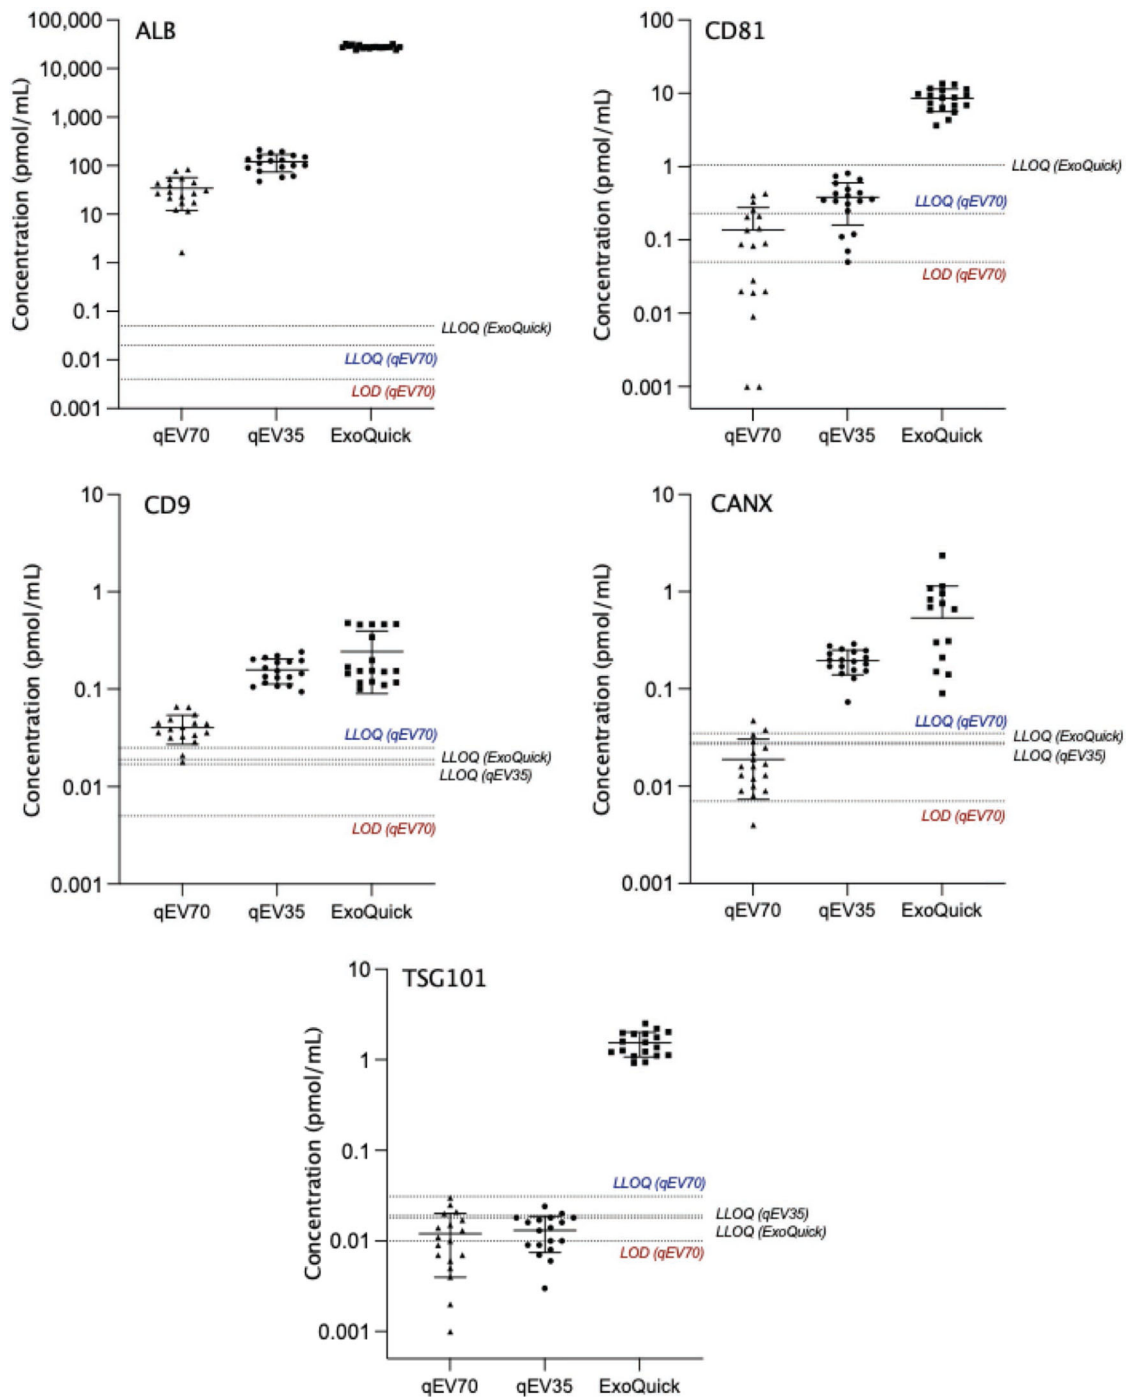 ALB
Concentration (pmol/mL)
100,000
10,000
1,000
100
10
1
0.1
0.01
0.001
LLOQ (ExoQuick)
LLOQ (qEV70)
LOD (qEV70)
qEV70 qEV35 ExoQuick
CD81
Concentration (pmol/mL)
100
10
1
0.1
0.01
0.001
LLOQ (ExoQuick)
LLOQ (qEV70)
LOD (qEV70)
qEV70 qEV35 ExoQuick
CD9
Concentration (pmol/mL)
10
1
0.1
0.01
0.001
LLOQ (qEV70)
LLOQ (ExoQuick)
LLOQ (qEV35)
LOD (qEV70)
qEV70 qEV35 ExoQuick
CANX
Concentration (pmol/mL)
10
1
0.1
0.01
0.001
LLOQ (qEV70)
LLOQ (ExoQuick)
LLOQ (qEV35)
LOD (qEV70)
qEV70 qEV35 ExoQuick
TSG101
Concentration (pmol/mL)
10
1
0.1
0.01
0.001
LLOQ (qEV70)
LLOQ (qEV35)
LLOQ (ExoQuick)
LOD (qEV70)
qEV70 qEV35 ExoQuick